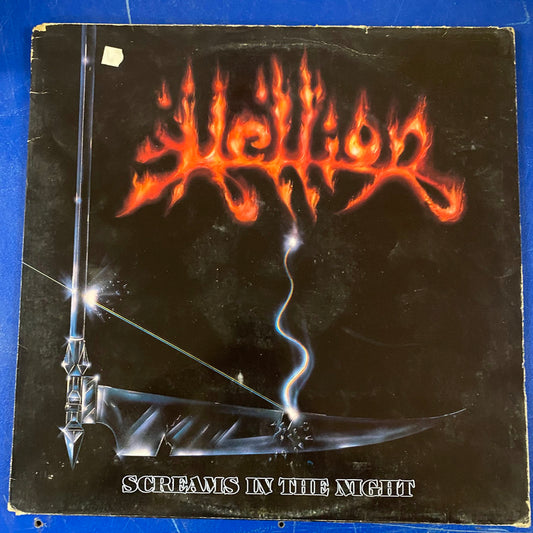 Hellion
SCREAMS IN THE NIGHT